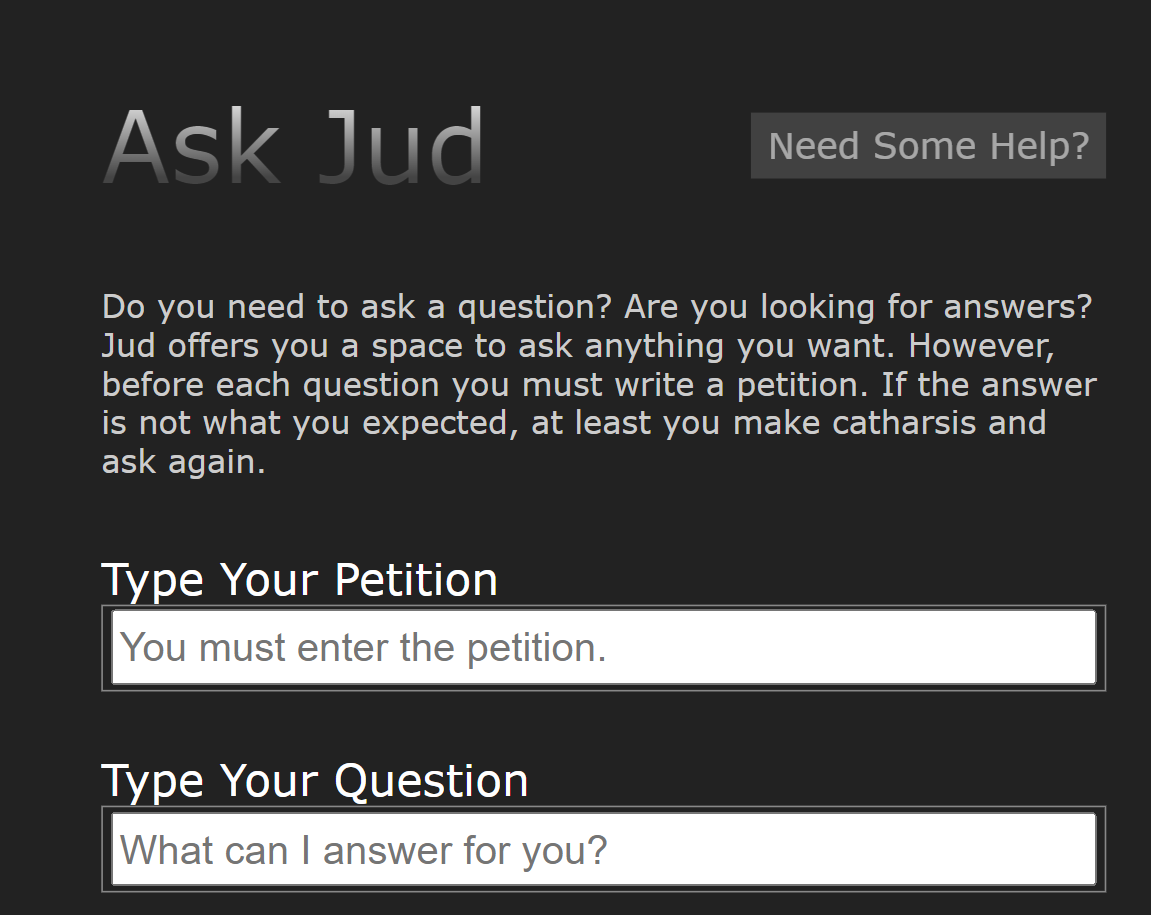 Ask Jud
Need Some Help?
Do you need to ask a question? Are you looking for answers?
Jud offers you a space to ask anything you want. However,
before each question you must write a petition. If the answer
is not what you expected, at least you make catharsis and
ask again.
Type Your Petition
You must enter the petition.
Type Your Question
What can I answer for you?